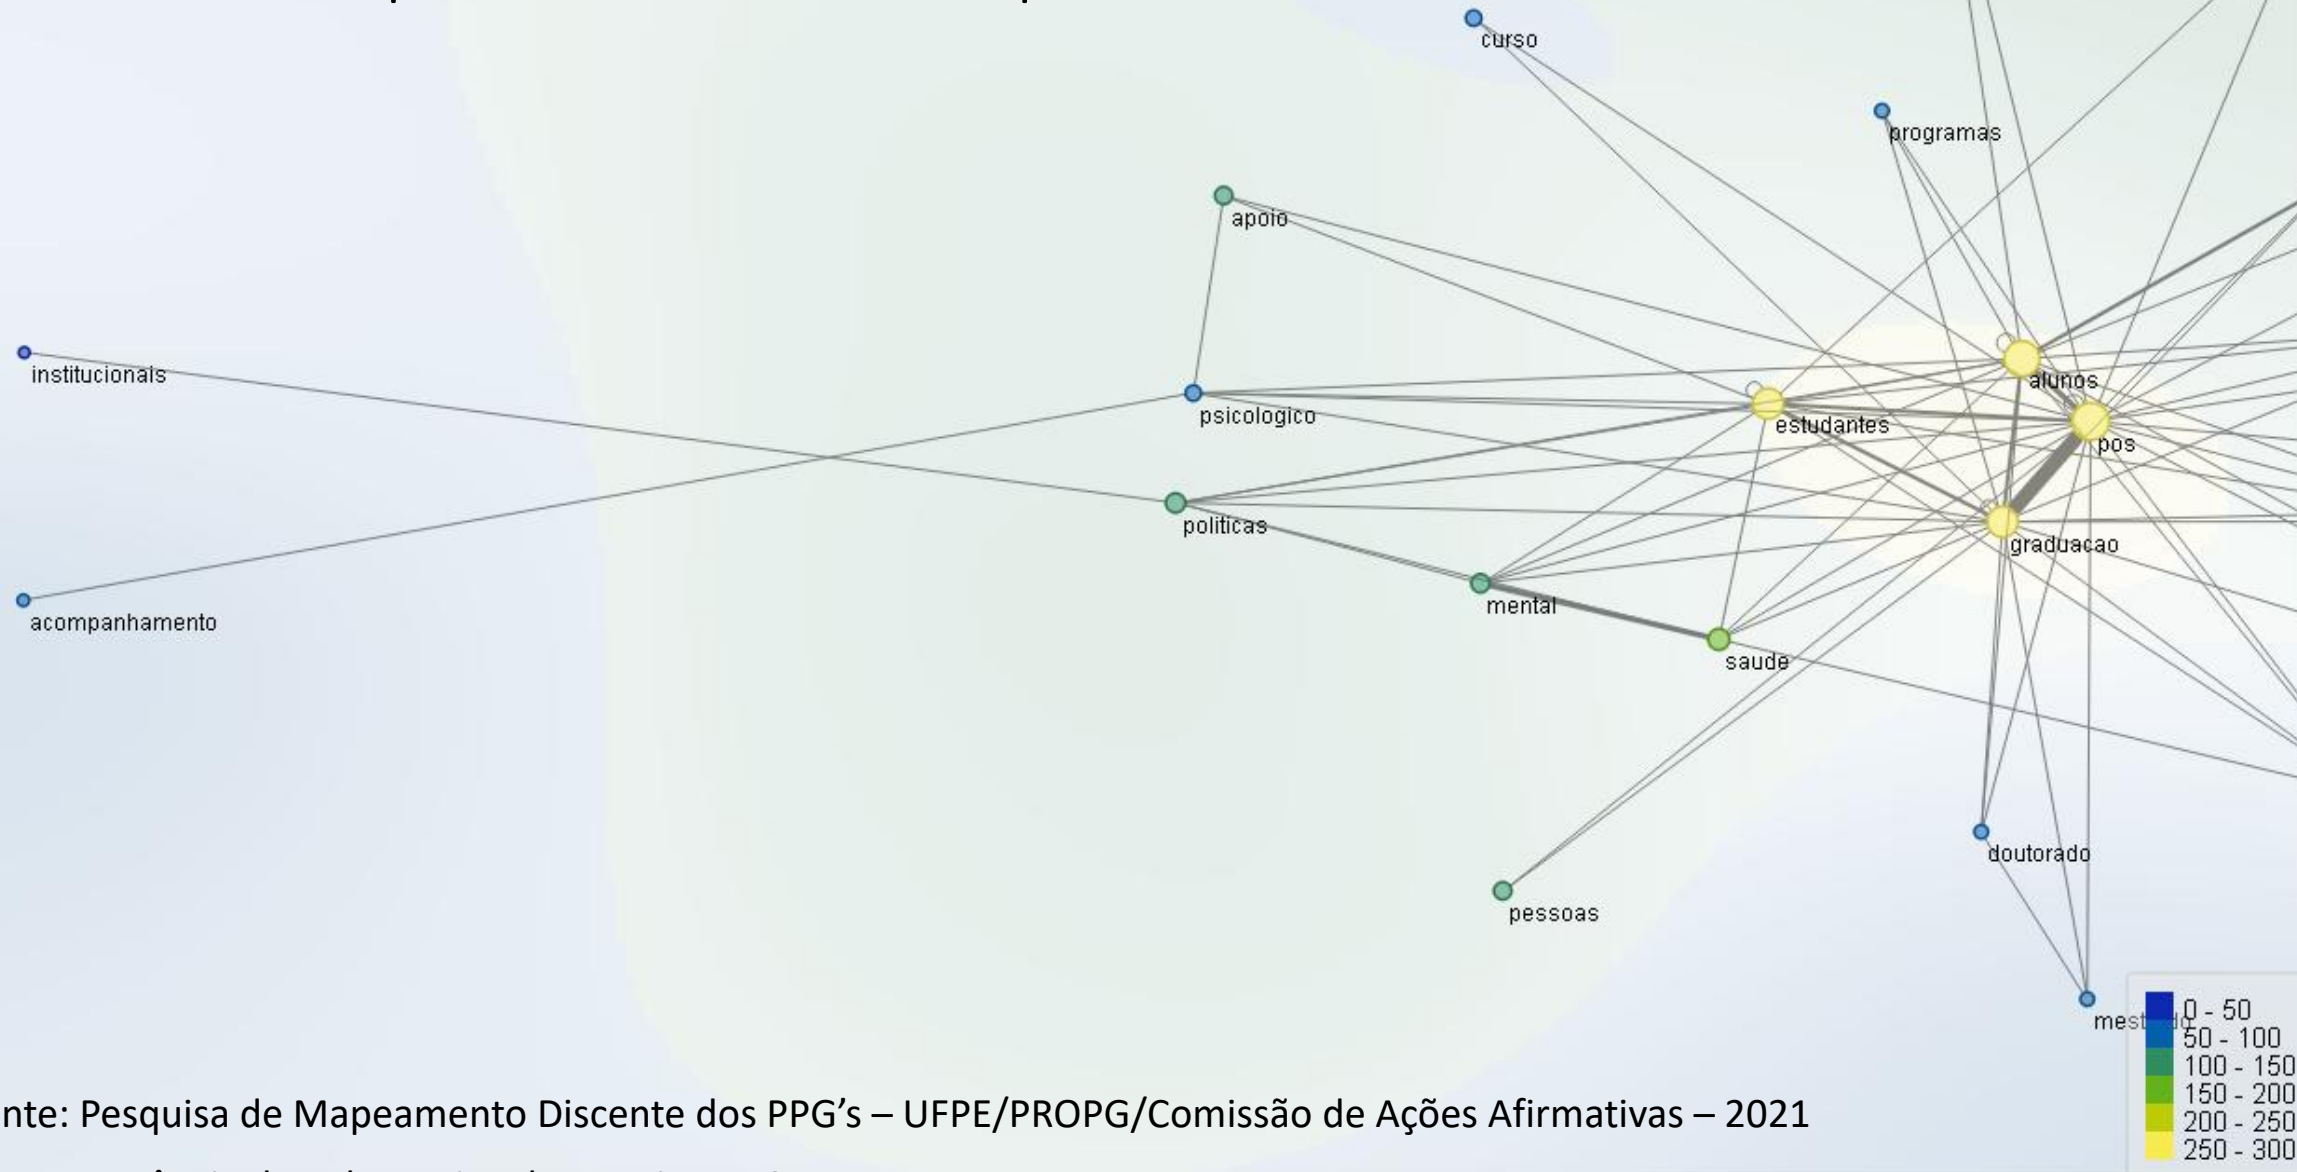 curso
programas
apoio
institucionais
alunos
psicologico
estudantes
pos
politicas
graduacao
mental
acompanhamento
saude
doutorado
pessoas
0 - 50
50 - 100
100 - 150
150 - 200
200 - 250
250 - 300
nte: Pesquisa de Mapeamento Discente dos PPG’s – UFPE/PROPG/Comissão de Ações Afirmativas – 2021